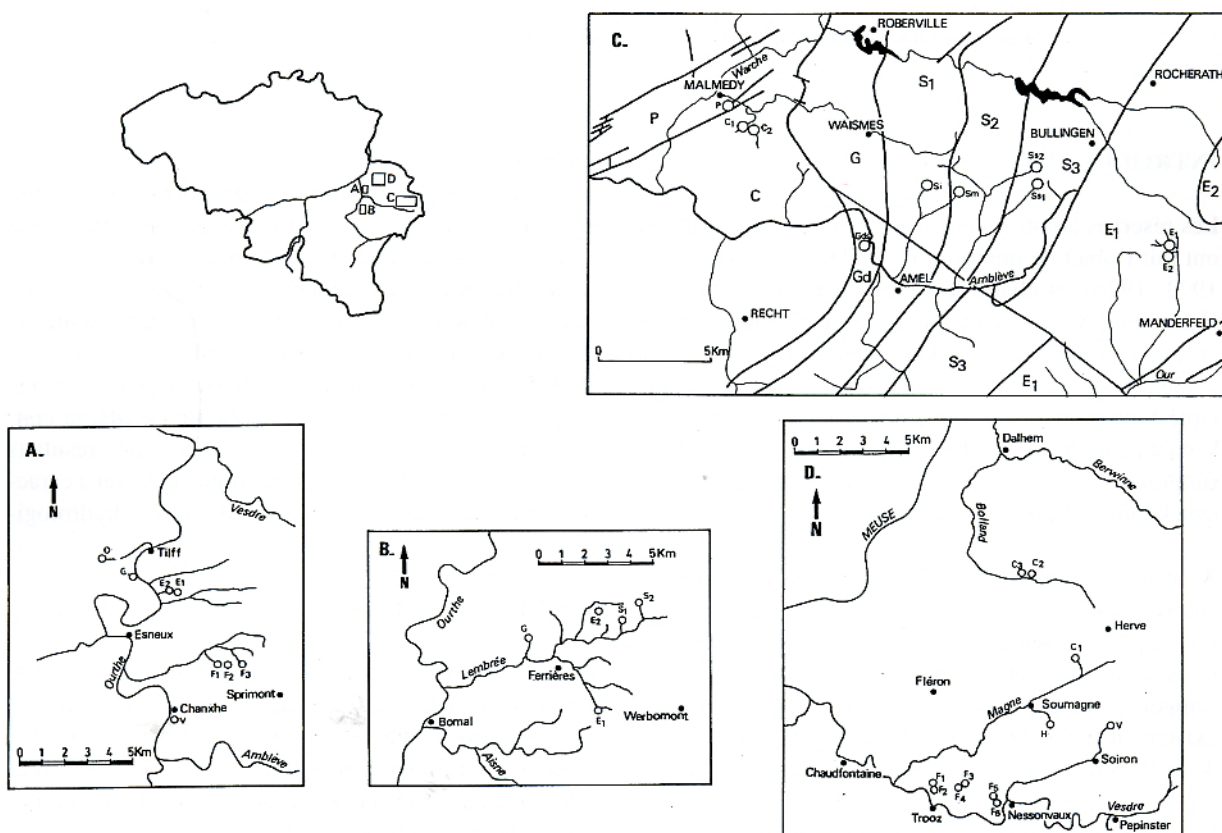 A
D
C
B
C.
ROBERVILLE
Warche
MALMEDY
ROCHERATH
S1
P
P
C1
C2
S2
WAISMES
BULLINGEN
G
Ss2
S3
E2
Si
Sm
Ss1
C
E1
E1
E2
Gd
Gd
AMEL
Amblève
RECHT
MANDERFELD
0
5Km
S3
E1
Our
A.
N
Vesdre
O
Tilff
G
E2
E1
Esneux
Ourthe
F1
F2
F3
Sprimont
Chanxhe
V
0 1 2 3 4 5Km
Amblève
B.
N
0 1 2 3 4 5Km
Ourthe
S2
E2
S1
G
Lembrée
Ferrières
E1
Werbomont
Bomal
Aisne
0 1 2 3 4 5Km
D.
N
Dalhem
Berwinne
MEUSE
Bolland
C3
C2
Herve
C1
Fléron
Magne
Soumagne
H
V
Soiron
Chaudfontaine
F1
F2
F3
F4
F5
F6
Trooz
Nessonvaux
Vesdre
Pepinster